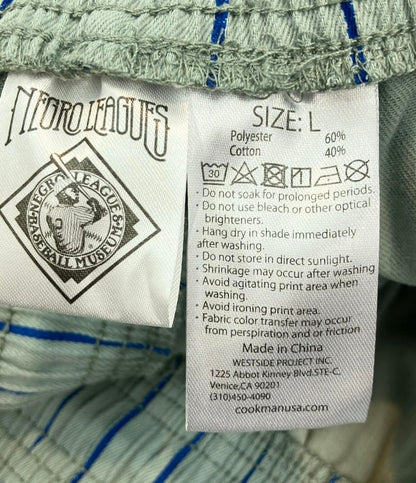 NEGRO LEAGUES
NEGRO LEAGUE
BASEBALL MUSEUM
SIZE: L
Polyester 60%
Cotton 40%
30
• Do not soak for prolonged periods.
• Do not use bleach or other optical
brighteners.
• Hang dry in shade immediately
after washing.
• Do not store in direct sunlight.
• Shrinkage may occur after washing
• Avoid agitating print area when
washing.
• Avoid ironing print area.
• Fabric color transfer may occur
from perspiration and or friction
Made in China
WESTSIDE PROJECT INC.
1225 Abbot Kinney Blvd.STE-C
Venice,CA 90201
(310)450-4090
cookmanusa.com